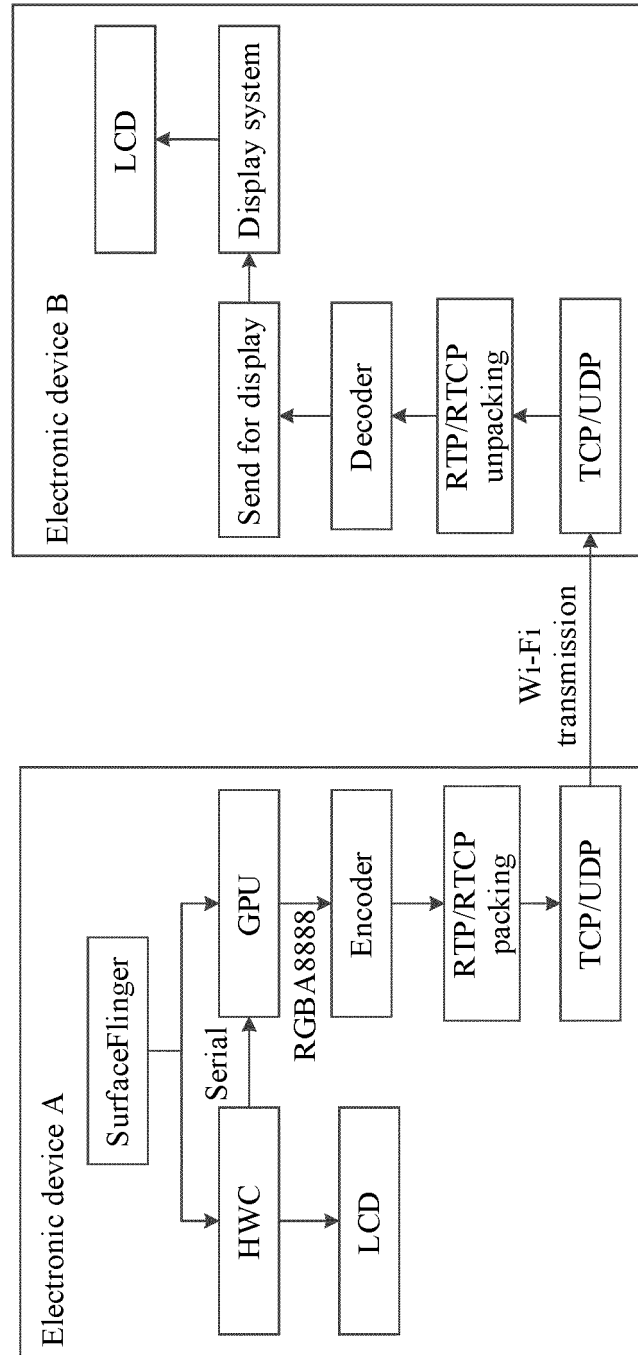 Electronic device A
SurfaceFlinger
HWC
Serial
GPU
LCD
RGBA8888
Encoder
RTP/RTCP
packing
TCP/UDP
Wi-Fi
transmission
Electronic device B
LCD
Send for display
Display system
Decoder
RTP/RTCP
unpacking
TCP/UDP